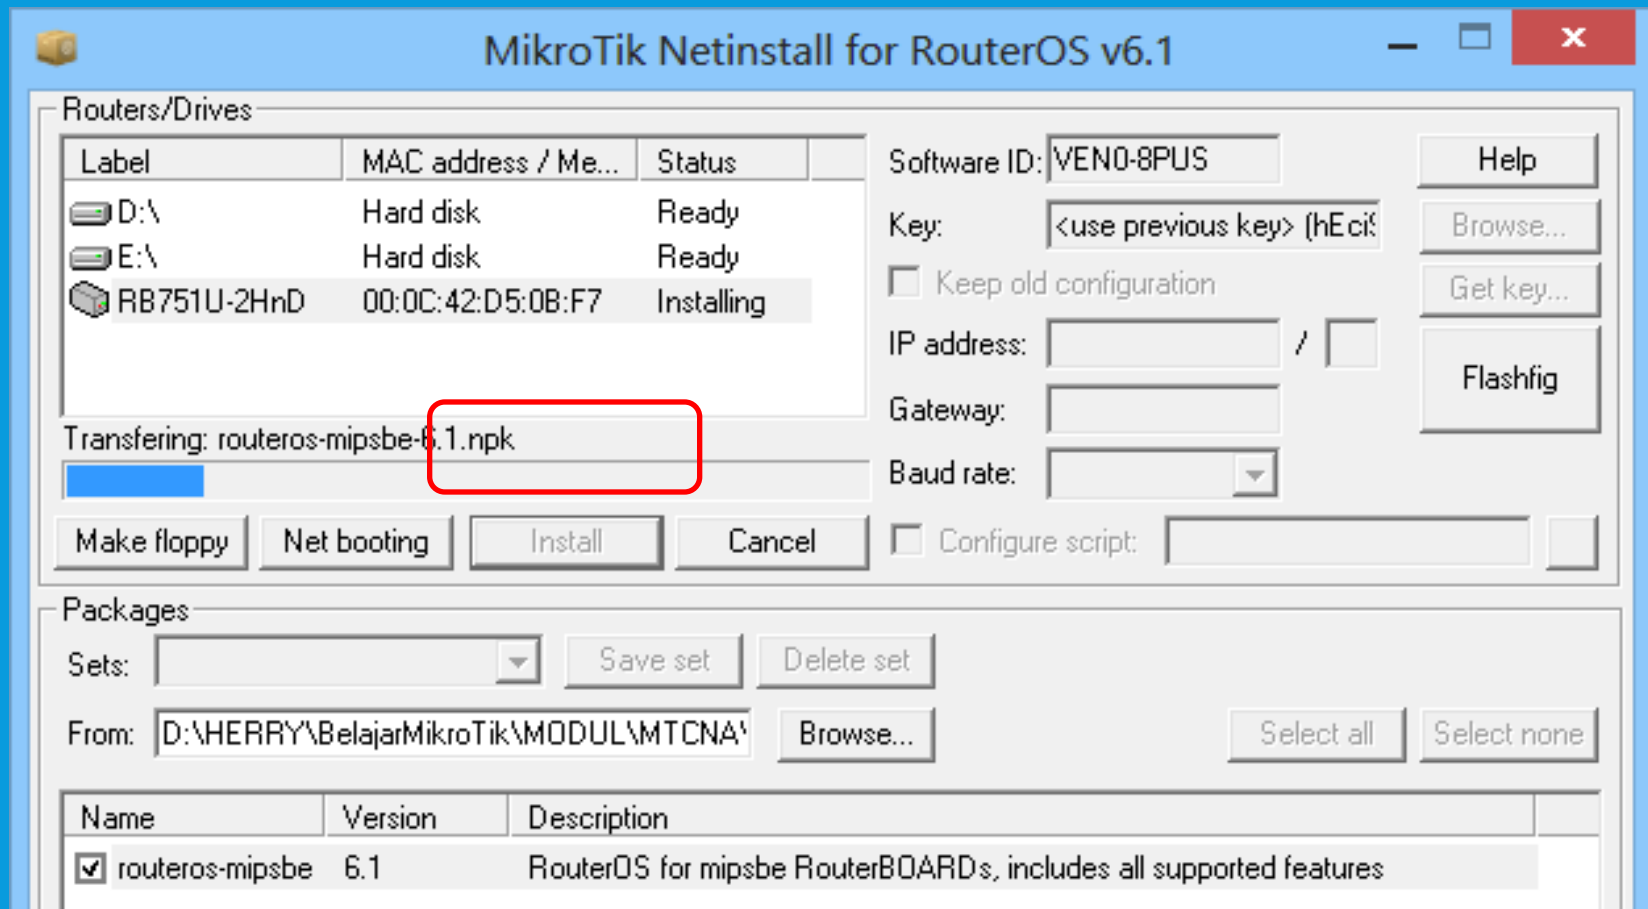 MikroTik Netinstall for RouterOS v6.1
Routers/Drives
Label MAC address / Me... Status
D:\ Hard disk Ready
E:\ Hard disk Ready
RB751U-2HnD 00:0C:42:D5:0B:F7 Installing
Transfering: routeros-mipsbe-6.1.npk
Make floppy Net booting Install Cancel
Software ID: VEN0-8PUS Help
Key: <use previous key> (hEci Browse...
Keep old configuration Get key...
IP address: /
Flashfig
Gateway:
Baud rate:
Configure script:
Packages
Sets: Save set Delete set
From: D:\HERRY\BelajarMikroTik\MODUL\MTCNA\ Browse... Select all Select none
Name Version Description
routeros-mipsbe 6.1 RouterOS for mipsbe RouterBOARDs, includes all supported features